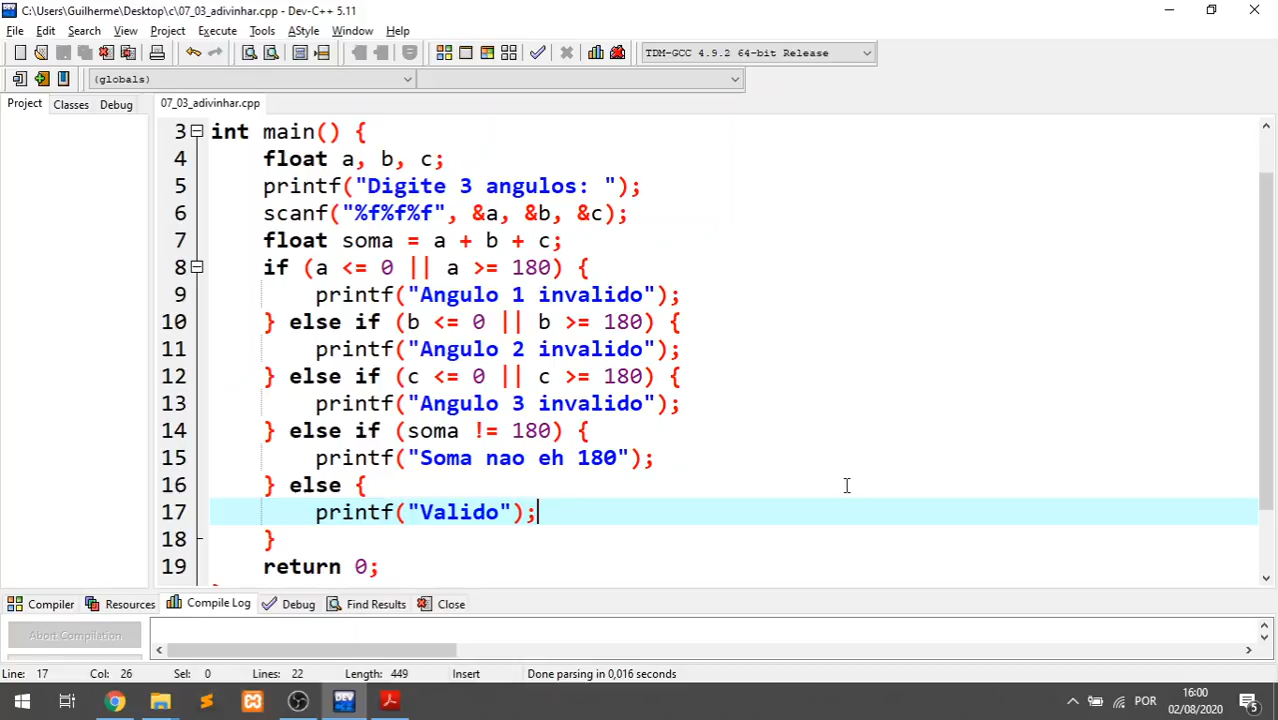 C:\Users\Guilherme\Desktop\c\07_03_adivinhar.cpp - Dev-C++ 5.11
File Edit Search View Project Execute Tools AStyle Window Help
TDM-GCC 4.9.2 64-bit Release
(globals)
Project Classes Debug
07_03_adivinhar.cpp
3 int main() {
4 float a, b, c;
5 printf("Digite 3 angulos: ");
6 scanf("%f%f%f", &a, &b, &c);
7 float soma = a + b + c;
8 if (a <= 0 || a >= 180) {
9 printf("Angulo 1 invalido");
10 } else if (b <= 0 || b >= 180) {
11 printf("Angulo 2 invalido");
12 } else if (c <= 0 || c >= 180) {
13 printf("Angulo 3 invalido");
14 } else if (soma != 180) {
15 printf("Soma nao eh 180");
16 } else {
17 printf("Valido");
18 }
19 return 0;
Compiler Resources Compile Log Debug Find Results Close
Abort Compilation
Line: 17 Col: 26 Sel: 0 Lines: 22 Length: 449 Insert Done parsing in 0,016 seconds
POR
16:00
02/08/2020
5